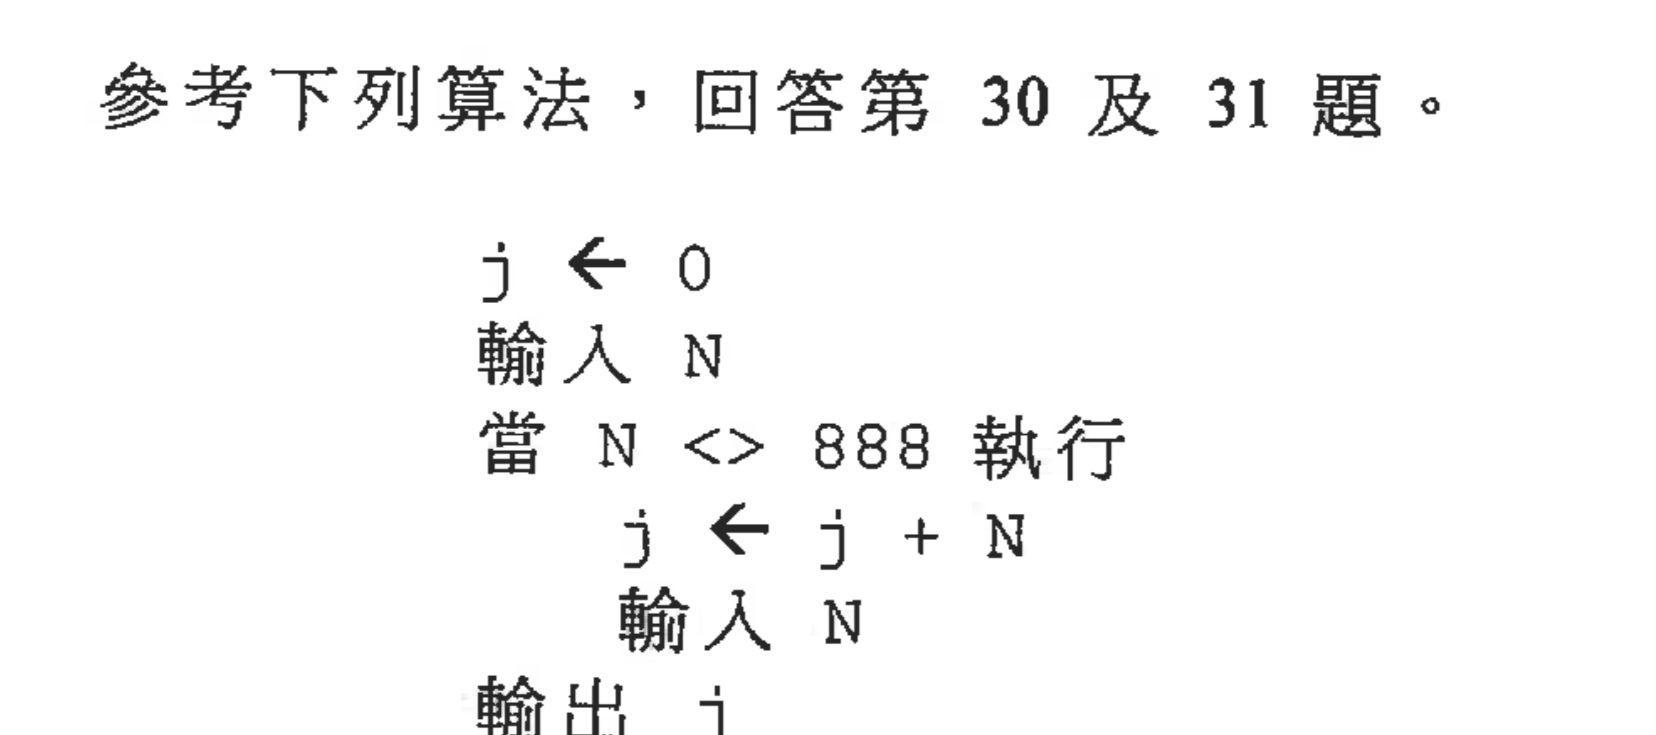 參考下列算法，回答第 30 及 31 題。
j ← 0
輸入 N
當 N <> 888 執行
j ← j + N
輸入 N
輸出 j